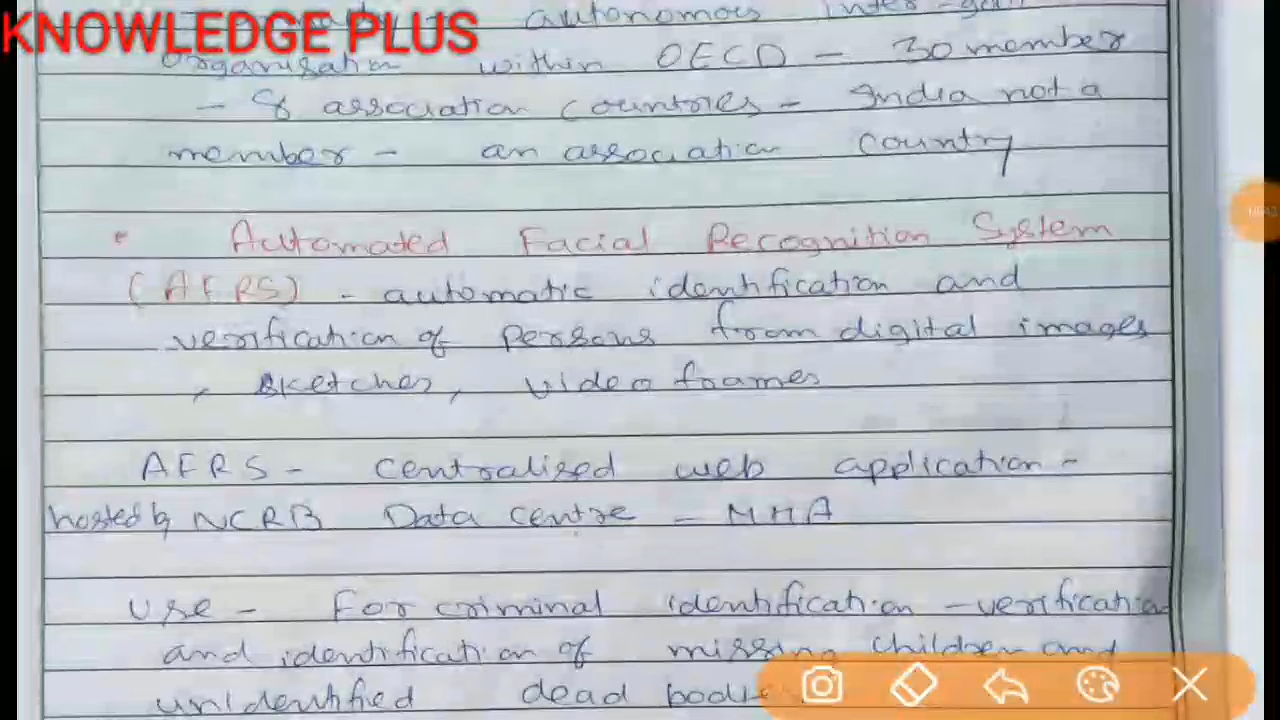 autonomous inter-gov
KNOWLEDGE PLUS
Organisation within OECD - 30 member
- 8 association countries - India not a
member - an association country
Automated Facial Recognition System
(AFRS) - automatic identification and
verification of persons from digital images
, sketches, video frames
AFRS - centralised web application -
hosted by NCRB Data centre - MHA
Use - For criminal identification - verification
and identification of missing children and
unidentified dead bodies